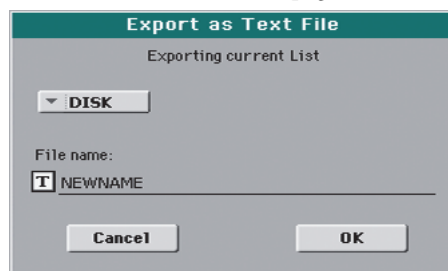 Export as Text File
Exporting current List
DISK
File name:
T NEWNAME
Cancel OK